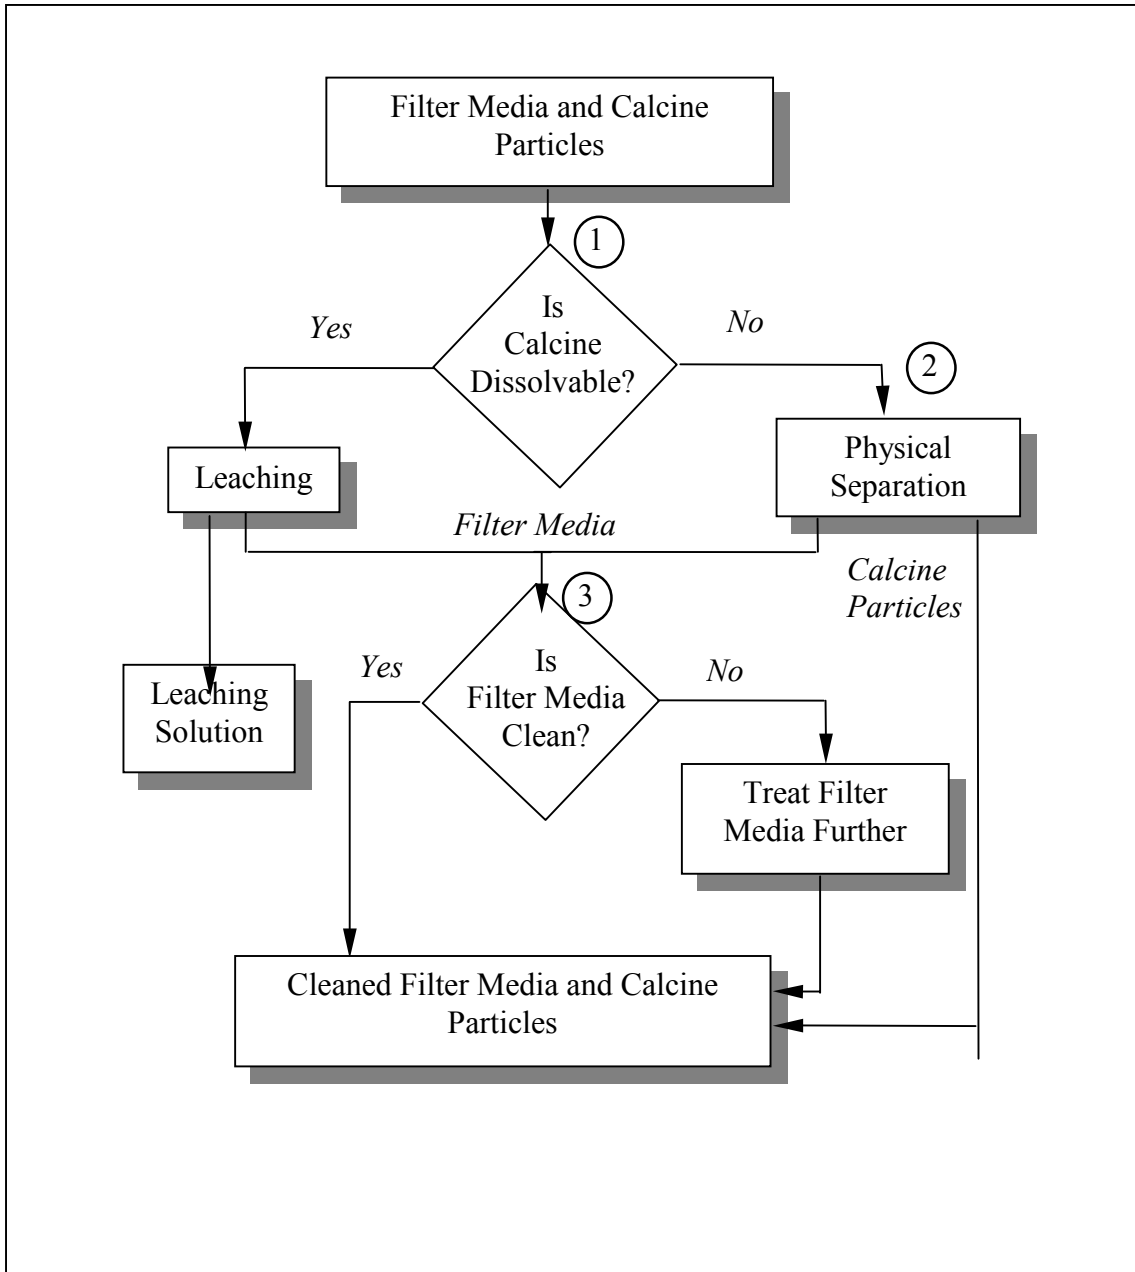 Filter Media and Calcine
Particles
1
Is
Calcine
Dissolvable?
Yes
No
2
Leaching
Physical
Separation
Filter Media
Calcine
Particles
3
Is
Filter Media
Clean?
Yes
No
Leaching
Solution
Treat Filter
Media Further
Cleaned Filter Media and Calcine
Particles